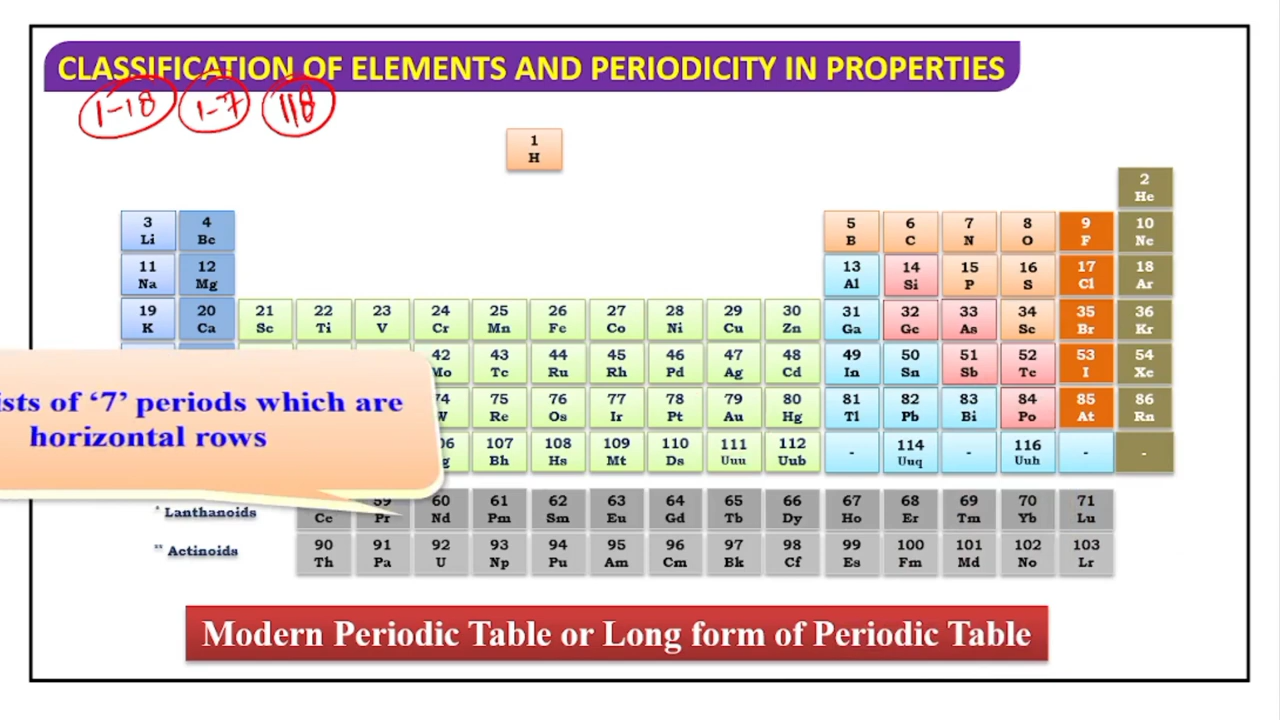 CLASSIFICATION OF ELEMENTS AND PERIODICITY IN PROPERTIES
1-18 1-7 118
1
H
2
He
3 4 5 6 7 8 9 10
Li Be B C N O F Ne
11 12 13 14 15 16 17 18
Na Mg Al Si P S Cl Ar
19 20 21 22 23 24 25 26 27 28 29 30 31 32 33 34 35 36
K Ca Sc Ti V Cr Mn Fe Co Ni Cu Zn Ga Ge As Se Br Kr
42 43 44 45 46 47 48 49 50 51 52 53 54
Mo Tc Ru Rh Pd Ag Cd In Sn Sb Te I Xe
ists of ‘7’ periods which are
horizontal rows
74 75 76 77 78 79 80 81 82 83 84 85 86
W Re Os Ir Pt Au Hg Tl Pb Bi Po At Rn
06 107 108 109 110 111 112 - 114 - 116 - -
g Bh Hs Mt Ds Uuu Uub Uuq Uuh
* Lanthanoids
59 60 61 62 63 64 65 66 67 68 69 70 71
Ce Pr Nd Pm Sm Eu Gd Tb Dy Ho Er Tm Yb Lu
** Actinoids
90 91 92 93 94 95 96 97 98 99 100 101 102 103
Th Pa U Np Pu Am Cm Bk Cf Es Fm Md No Lr
Modern Periodic Table or Long form of Periodic Table